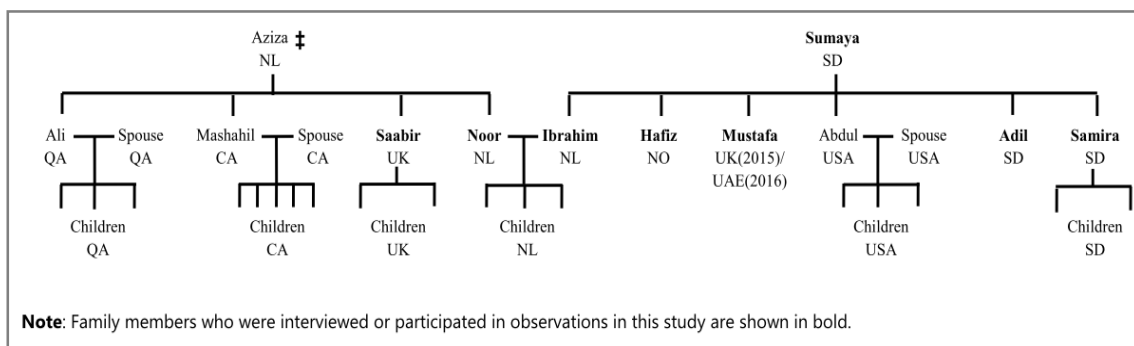 Aziza ‡ Sumaya
NL SD
Ali Spouse Mashahil Spouse Saabir Noor Ibrahim Hafiz Mustafa Abdul Spouse Adil Samira
QA QA CA CA UK NL NL NO UK(2015)/ USA USA SD SD
UAE(2016)
Children Children Children Children Children Children
QA CA UK NL USA SD
Note: Family members who were interviewed or participated in observations in this study are shown in bold.